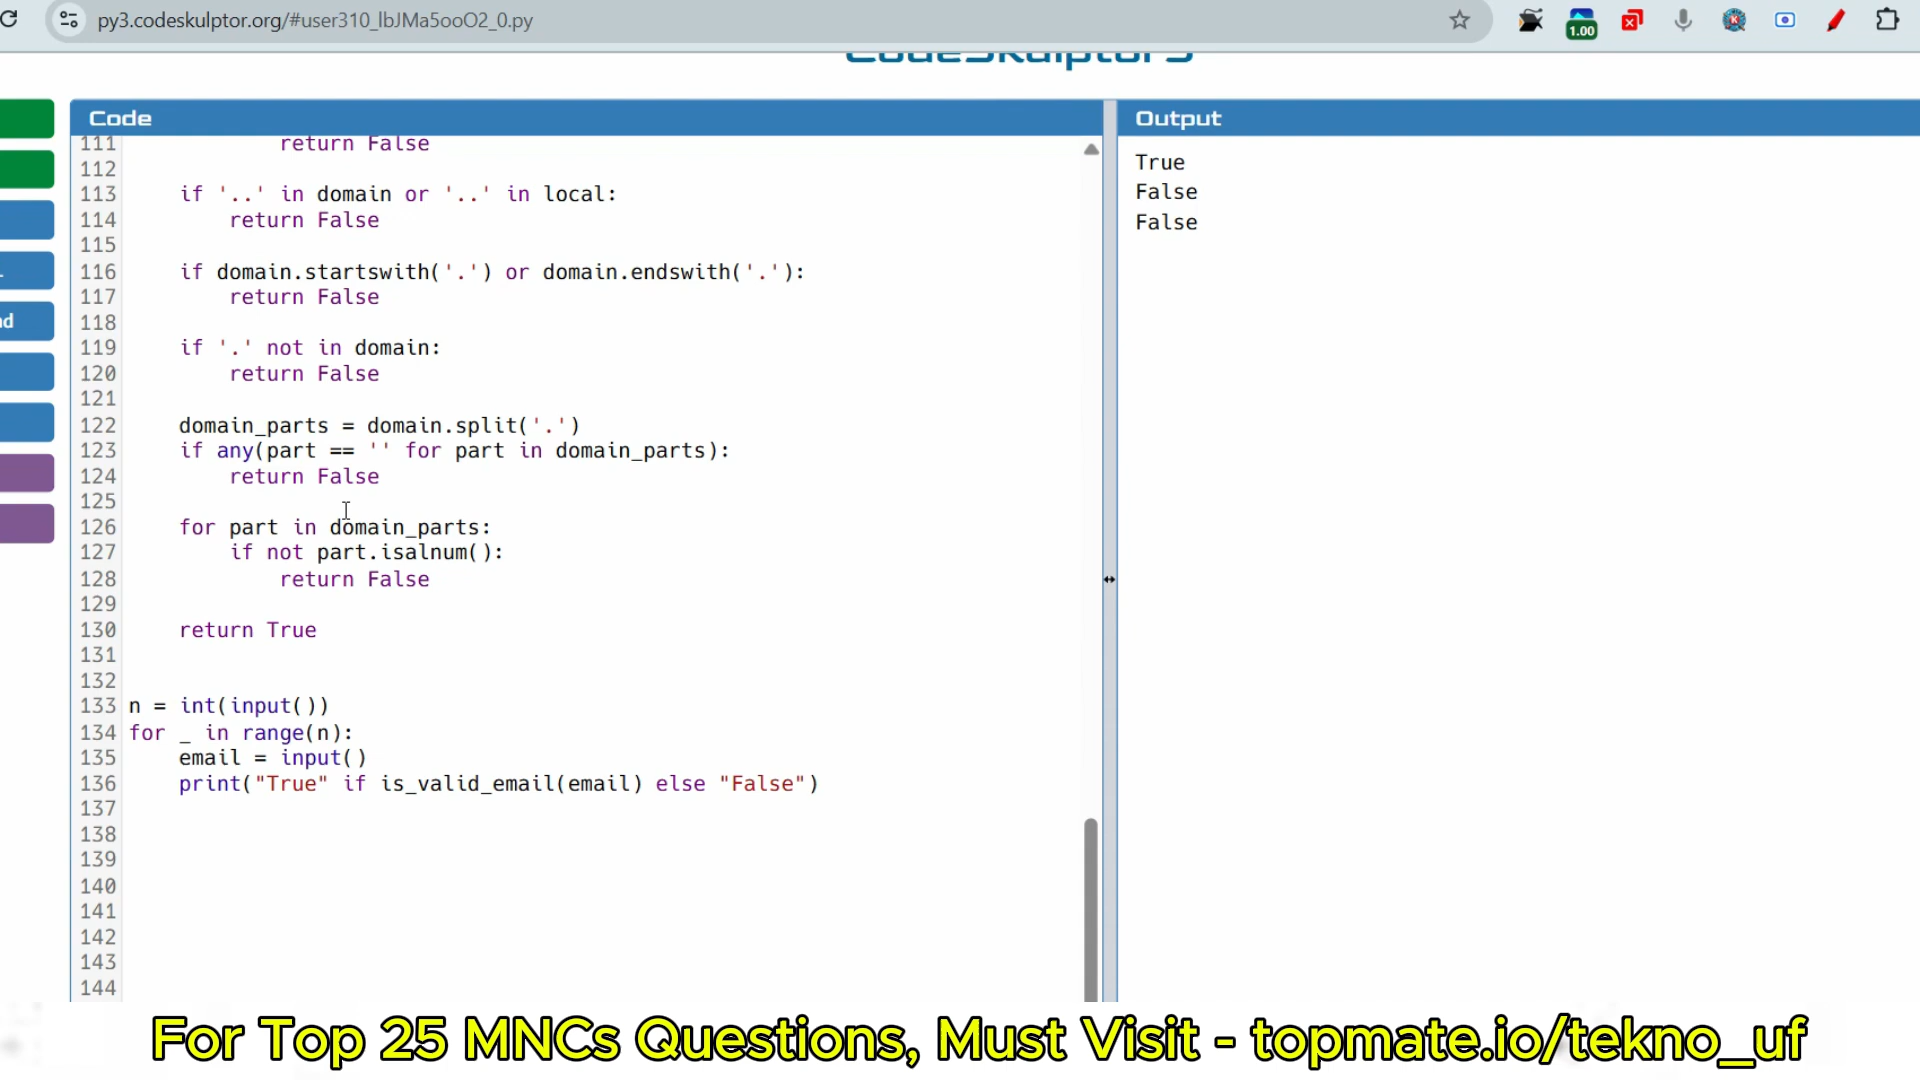 py3.codeskulptor.org/#user310_lbJMa5ooO2_0.py
1.00
CodeSkulptor3
Code
Output
111             return False
112
113     if '..' in domain or '..' in local:
114         return False
115
116     if domain.startswith('.') or domain.endswith('.'):
117         return False
118
119     if '.' not in domain:
120         return False
121
122     domain_parts = domain.split('.')
123     if any(part == '' for part in domain_parts):
124         return False
125
126     for part in domain_parts:
127         if not part.isalnum():
128             return False
129
130     return True
131
132
133 n = int(input())
134 for _ in range(n):
135     email = input()
136     print("True" if is_valid_email(email) else "False")
137
138
139
140
141
142
143
144
True
False
False
For Top 25 MNCs Questions, Must Visit - topmate.io/tekno_uf